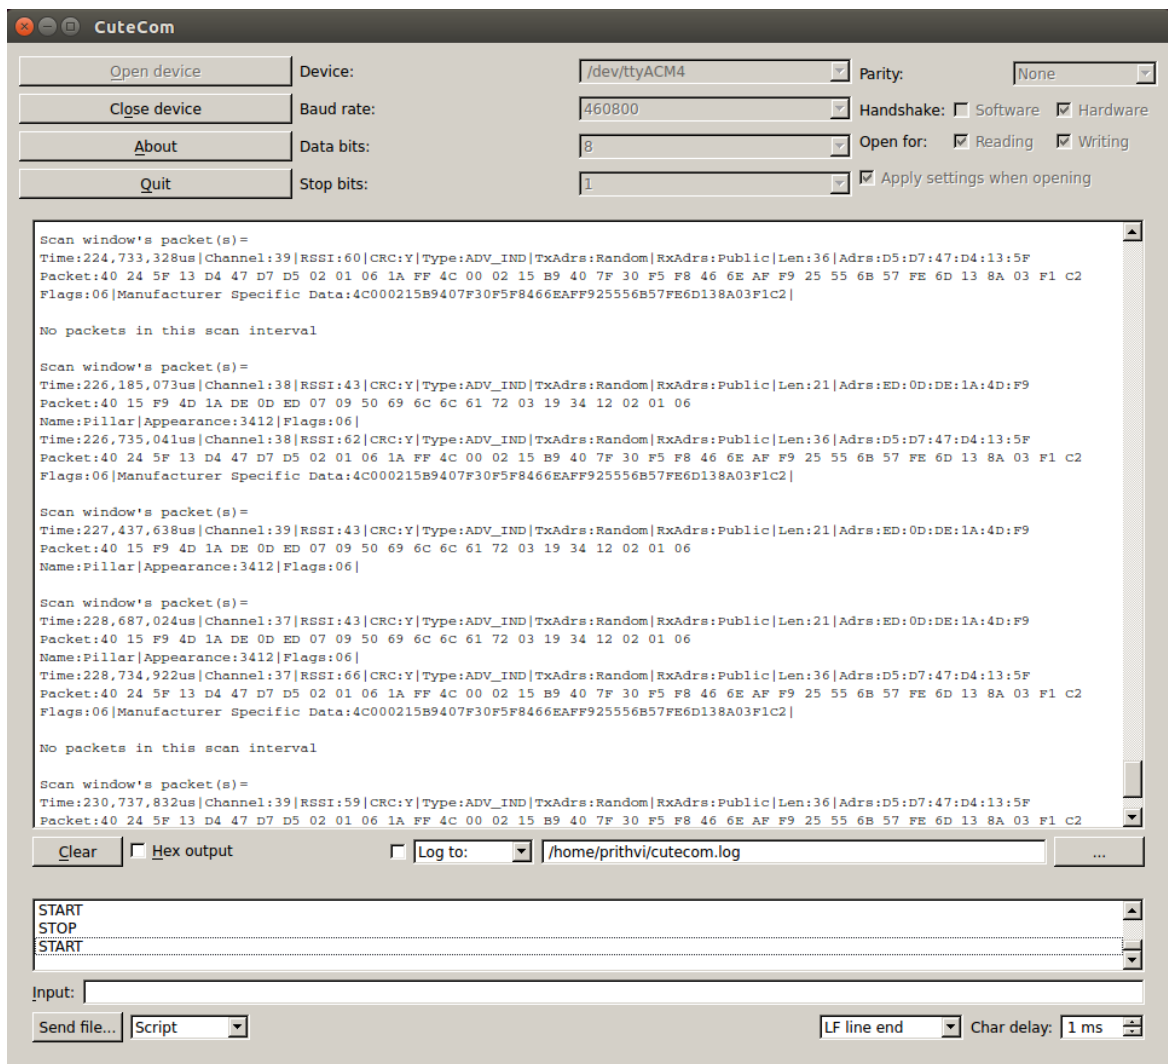 CuteCom
Open device Device: /dev/ttyACM4 Parity: None
Close device Baud rate: 460800 Handshake: Software Hardware
About Data bits: 8 Open for: Reading Writing
Quit Stop bits: 1 Apply settings when opening
Scan window's packet(s)=
Time:224,733,328us|Channel:39|RSSI:60|CRC:Y|Type:ADV_IND|TxAdrs:Random|RxAdrs:Public|Len:36|Adrs:D5:D7:47:D4:13:5F
Packet:40 24 5F 13 D4 47 D7 D5 02 01 06 1A FF 4C 00 02 15 B9 40 7F 30 F5 F8 46 6E AF F9 25 55 6B 57 FE 6D 13 8A 03 F1 C2
Flags:06|Manufacturer Specific Data:4C000215B9407F30F5F8466EAFF925556B57FE6D138A03F1C2|
No packets in this scan interval
Scan window's packet(s)=
Time:226,185,073us|Channel:38|RSSI:43|CRC:Y|Type:ADV_IND|TxAdrs:Random|RxAdrs:Public|Len:21|Adrs:ED:0D:DE:1A:4D:F9
Packet:40 15 F9 4D 1A DE 0D ED 07 09 50 69 6C 6C 61 72 03 19 34 12 02 01 06
Name:Pillar|Appearance:3412|Flags:06|
Time:226,735,041us|Channel:38|RSSI:62|CRC:Y|Type:ADV_IND|TxAdrs:Random|RxAdrs:Public|Len:36|Adrs:D5:D7:47:D4:13:5F
Packet:40 24 5F 13 D4 47 D7 D5 02 01 06 1A FF 4C 00 02 15 B9 40 7F 30 F5 F8 46 6E AF F9 25 55 6B 57 FE 6D 13 8A 03 F1 C2
Flags:06|Manufacturer Specific Data:4C000215B9407F30F5F8466EAFF925556B57FE6D138A03F1C2|
Scan window's packet(s)=
Time:227,437,638us|Channel:39|RSSI:43|CRC:Y|Type:ADV_IND|TxAdrs:Random|RxAdrs:Public|Len:21|Adrs:ED:0D:DE:1A:4D:F9
Packet:40 15 F9 4D 1A DE 0D ED 07 09 50 69 6C 6C 61 72 03 19 34 12 02 01 06
Name:Pillar|Appearance:3412|Flags:06|
Scan window's packet(s)=
Time:228,687,024us|Channel:37|RSSI:43|CRC:Y|Type:ADV_IND|TxAdrs:Random|RxAdrs:Public|Len:21|Adrs:ED:0D:DE:1A:4D:F9
Packet:40 15 F9 4D 1A DE 0D ED 07 09 50 69 6C 6C 61 72 03 19 34 12 02 01 06
Name:Pillar|Appearance:3412|Flags:06|
Time:228,734,922us|Channel:37|RSSI:66|CRC:Y|Type:ADV_IND|TxAdrs:Random|RxAdrs:Public|Len:36|Adrs:D5:D7:47:D4:13:5F
Packet:40 24 5F 13 D4 47 D7 D5 02 01 06 1A FF 4C 00 02 15 B9 40 7F 30 F5 F8 46 6E AF F9 25 55 6B 57 FE 6D 13 8A 03 F1 C2
Flags:06|Manufacturer Specific Data:4C000215B9407F30F5F8466EAFF925556B57FE6D138A03F1C2|
No packets in this scan interval
Scan window's packet(s)=
Time:230,737,832us|Channel:39|RSSI:59|CRC:Y|Type:ADV_IND|TxAdrs:Random|RxAdrs:Public|Len:36|Adrs:D5:D7:47:D4:13:5F
Packet:40 24 5F 13 D4 47 D7 D5 02 01 06 1A FF 4C 00 02 15 B9 40 7F 30 F5 F8 46 6E AF F9 25 55 6B 57 FE 6D 13 8A 03 F1 C2
Clear Hex output Log to: /home/prithvi/cutecom.log ...
START
STOP
START
Input:
Send file... Script LF line end Char delay: 1 ms